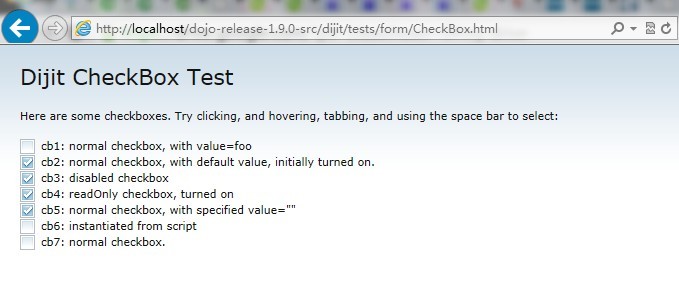 http://localhost/dojo-release-1.9.0-src/dijit/tests/form/CheckBox.html
Dijit CheckBox Test
Here are some checkboxes. Try clicking, and hovering, tabbing, and using the space bar to select:
cb1: normal checkbox, with value=foo
cb2: normal checkbox, with default value, initially turned on.
cb3: disabled checkbox
cb4: readOnly checkbox, turned on
cb5: normal checkbox, with specified value=""
cb6: instantiated from script
cb7: normal checkbox.